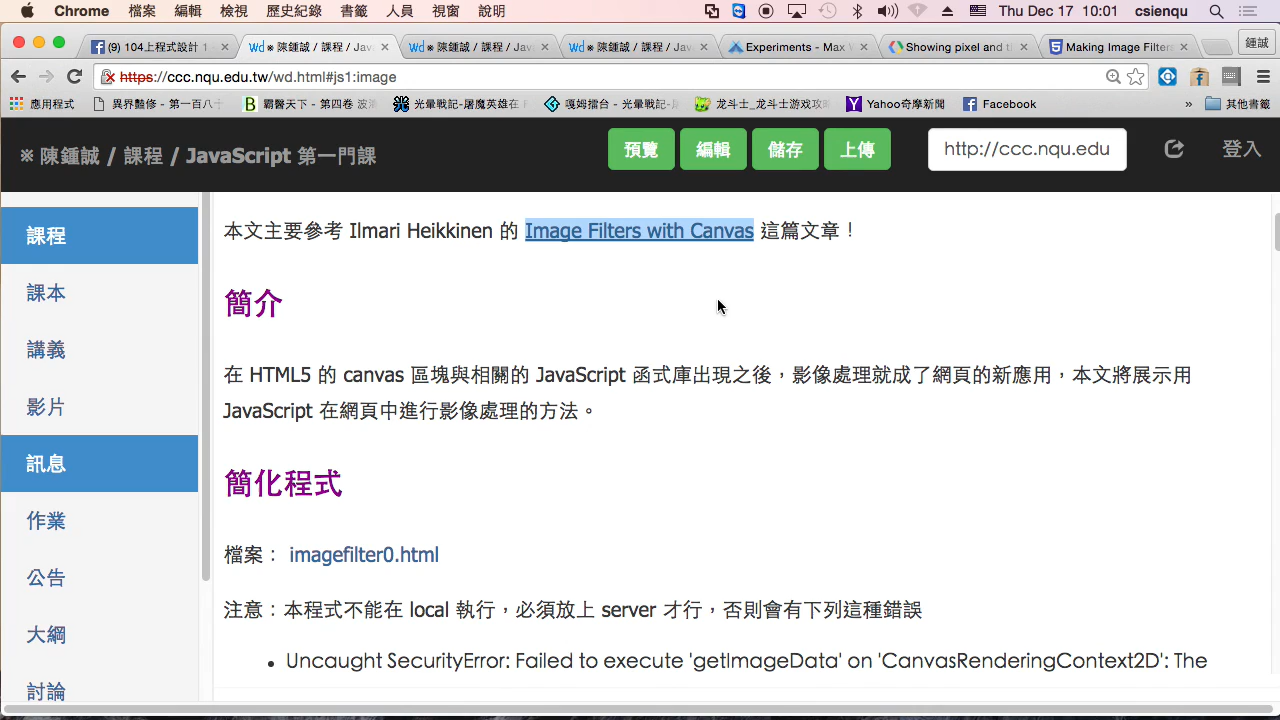 Chrome 檔案 編輯 檢視 歷史紀錄 書籤 人員 視窗 說明 Thu Dec 17 10:01 csienqu
(9) 104上程式設計 1
Wd ※ 陳鍾誠 / 課程 / Jav
Wd ※ 陳鍾誠 / 課程 / Jav
Wd ※ 陳鍾誠 / 課程 / Jav
Experiments - Max
Showing pixel and t
Making Image Filters
鍾誠
https://ccc.nqu.edu.tw/wd.html#js1:image
應用程式
異界醫修 - 第一百八十
B 霸醫天下 - 第四卷
光暈戰記-屠魔英雄在
嘎姆擂台 - 光暈戰記-
龙斗士_龙斗士游戏攻
Yahoo奇摩新聞
Facebook
»
其他書籤
※ 陳鍾誠 / 課程 / JavaScript 第一門課
預覽 編輯 儲存 上傳
http://ccc.nqu.edu
登入
課程
課本
講義
影片
訊息
作業
公告
大綱
討論
本文主要參考 Ilmari Heikkinen 的 Image Filters with Canvas 這篇文章！
簡介
在 HTML5 的 canvas 區塊與相關的 JavaScript 函式庫出現之後，影像處理就成了網頁的新應用，本文將展示用
JavaScript 在網頁中進行影像處理的方法。
簡化程式
檔案： imagefilter0.html
注意：本程式不能在 local 執行，必須放上 server 才行，否則會有下列這種錯誤
• Uncaught SecurityError: Failed to execute 'getImageData' on 'CanvasRenderingContext2D': The